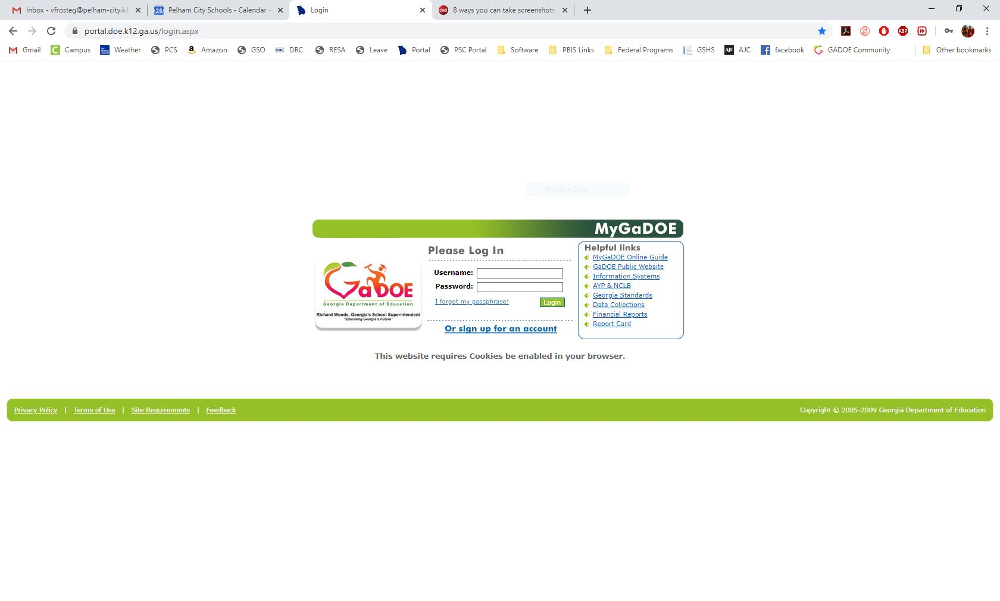 Inbox - vfrosteg@pelham-city.k1
Pelham City Schools - Calendar -
Login
8 ways you can take screenshots
portal.doe.k12.ga.us/login.aspx
Gmail Campus Weather PCS Amazon GSO DRC DRC RESA Leave Portal PSC Portal Software PBIS Links Federal Programs GSHS AJC AJC facebook GADOE Community Other bookmarks
Window Snip
MyGaDOE
GaDOE
Georgia Department of Education
Richard Woods, Georgia's School Superintendent
"Educating Georgia's Future"
Please Log In
Username:
Password:
I forgot my passphrase!
Login
Or sign up for an account
Helpful links
MyGaDOE Online Guide
GaDOE Public Website
Information Systems
AYP & NCLB
Georgia Standards
Data Collections
Financial Reports
Report Card
This website requires Cookies be enabled in your browser.
Privacy Policy | Terms of Use | Site Requirements | Feedback
Copyright © 2005-2009 Georgia Department of Education